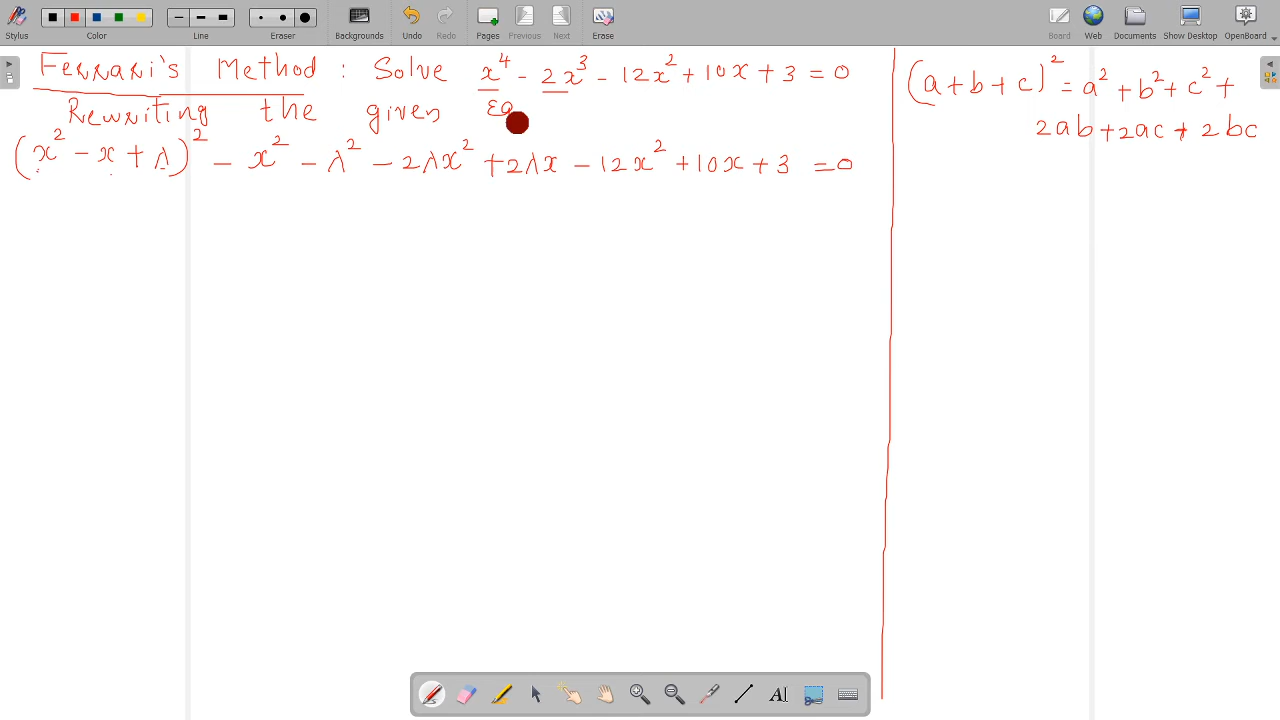 Stylus
Color
Line
Eraser
Backgrounds
Undo
Redo
Pages
Previous
Next
Erase
Board
Web
Documents
Show Desktop
OpenBoard
Ferrari's Method : Solve x⁴ - 2x³ - 12x² + 10x + 3 = 0
Rewriting the given Eq
(x² - x + λ)² - x² - λ² - 2λx² + 2λx - 12x² + 10x + 3 = 0
(a + b + c)² = a² + b² + c² +
2ab + 2ac + 2bc
AI